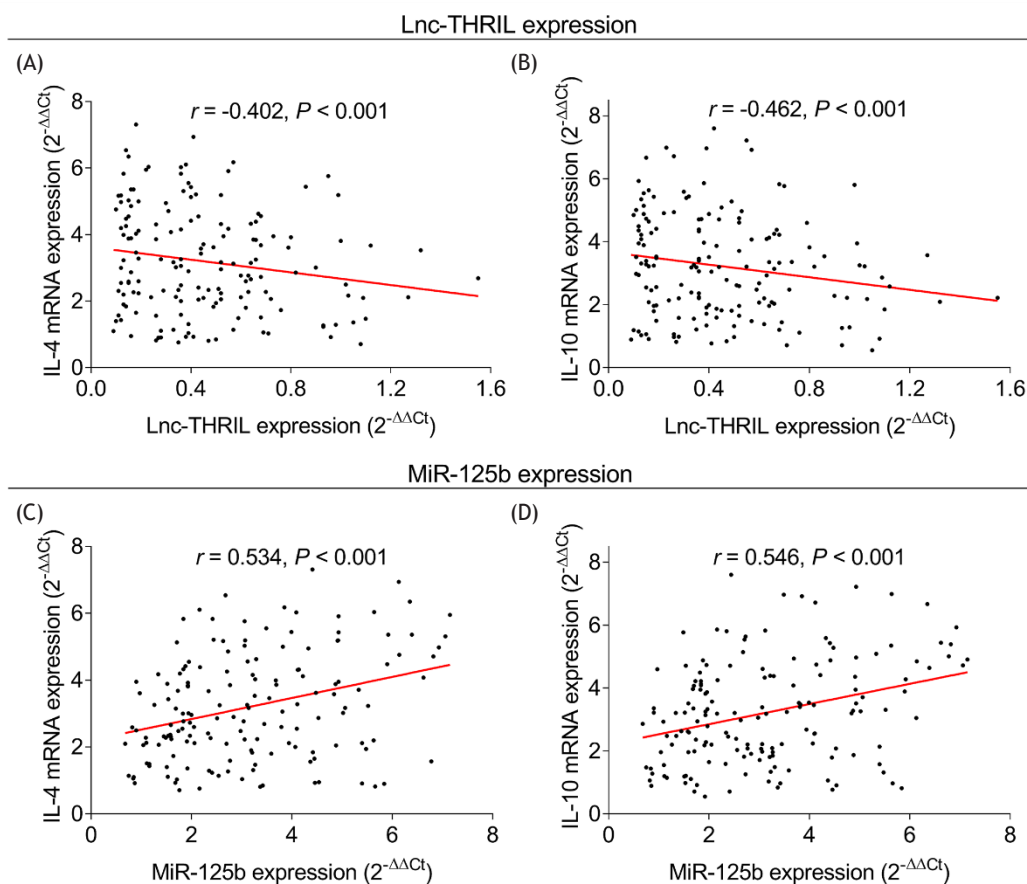 Lnc-THRIL expression
(A)
r = -0.402, P < 0.001
IL-4 mRNA expression (2^-ΔΔCt)
8
6
4
2
0
0.0 0.4 0.8 1.2 1.6
Lnc-THRIL expression (2^-ΔΔCt)
(B)
r = -0.462, P < 0.001
IL-10 mRNA expression (2^-ΔΔCt)
8
6
4
2
0
0.0 0.4 0.8 1.2 1.6
Lnc-THRIL expression (2^-ΔΔCt)
MiR-125b expression
(C)
r = 0.534, P < 0.001
IL-4 mRNA expression (2^-ΔΔCt)
8
6
4
2
0
0 2 4 6 8
MiR-125b expression (2^-ΔΔCt)
(D)
r = 0.546, P < 0.001
IL-10 mRNA expression (2^-ΔΔCt)
8
6
4
2
0
0 2 4 6 8
MiR-125b expression (2^-ΔΔCt)